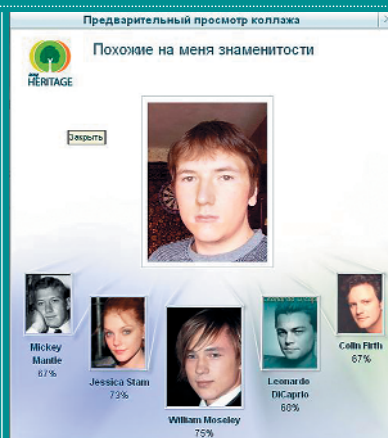 Предварительный просмотр коллажа
Похожие на меня знаменитости
HERITAGE
Закрыть
Mickey
Mantle
67%
Jessica Stam
73%
William Moseley
75%
Leonardo
DiCaprio
68%
Colin Firth
67%